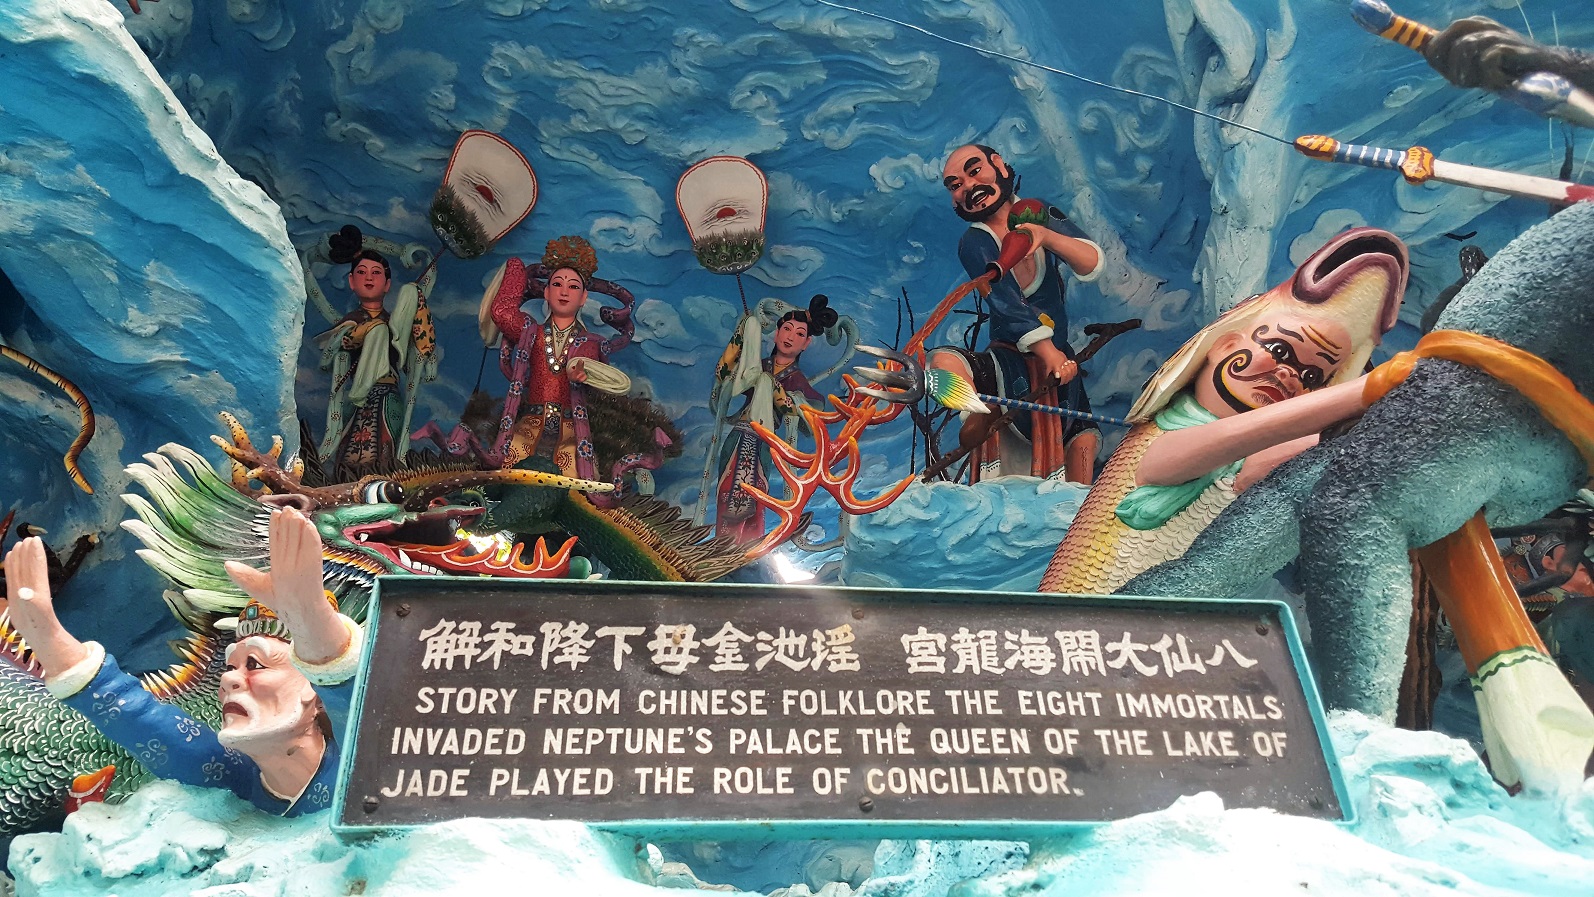 八仙大鬧海龍宮 瑤池金母下降和解
STORY FROM CHINESE FOLKLORE THE EIGHT IMMORTALS
INVADED NEPTUNE'S PALACE THE QUEEN OF THE LAKE OF
JADE PLAYED THE ROLE OF CONCILIATOR.